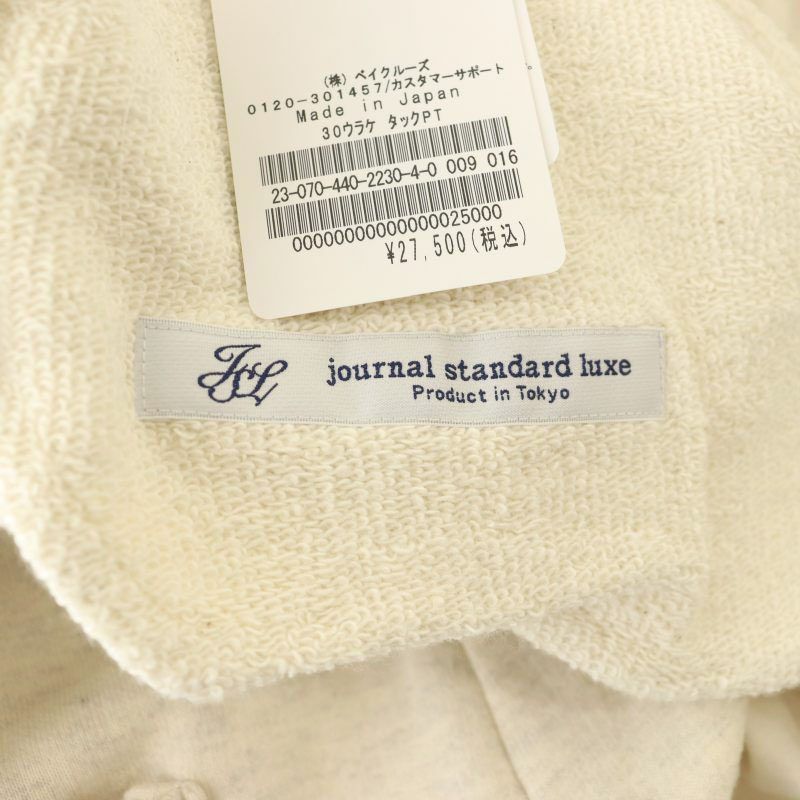 (株) ベイクルーズ
0120-301457/カスタマーサポート
Made in Japan
30ウラケ タックPT
23-070-440-2230-4-0 009 016
00000000000000025000
¥27,500(税込)
JSL journal standard luxe
Product in Tokyo